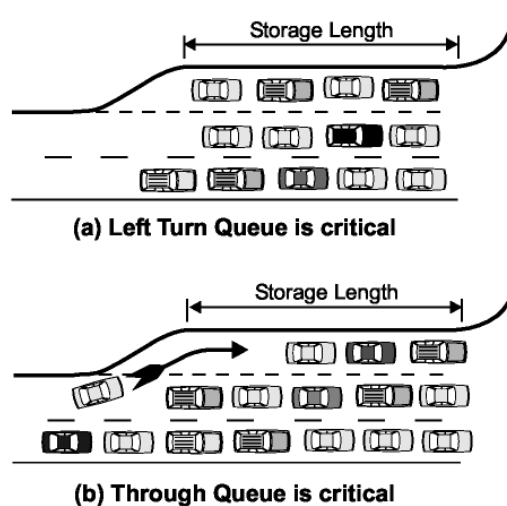 Storage Length
(a) Left Turn Queue is critical
Storage Length
(b) Through Queue is critical